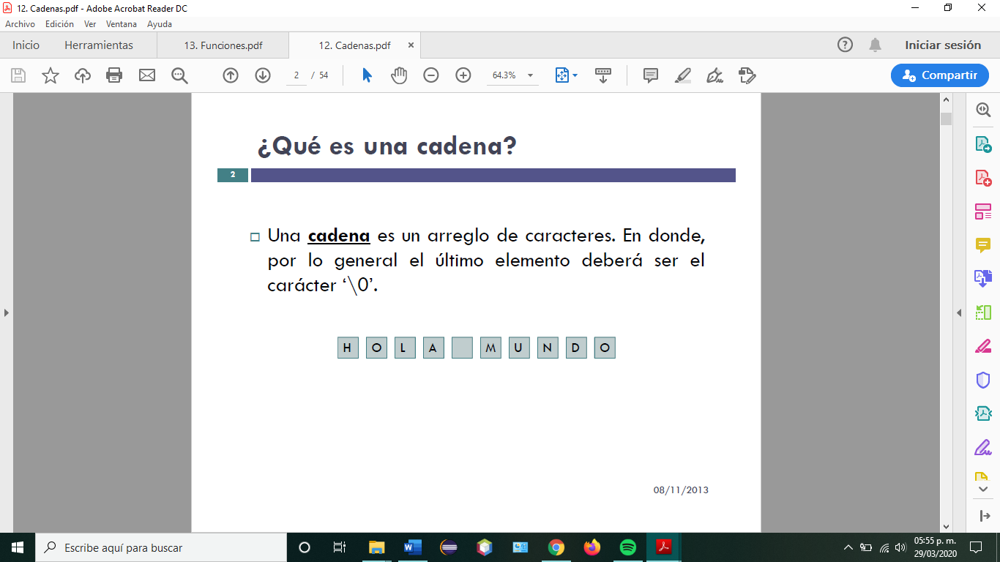 12. Cadenas.pdf - Adobe Acrobat Reader DC
Archivo Edición Ver Ventana Ayuda
Inicio Herramientas 13. Funciones.pdf 12. Cadenas.pdf × Iniciar sesión
2 / 54 64.3% Compartir
¿Qué es una cadena?
2
Una cadena es un arreglo de caracteres. En donde,
por lo general el último elemento deberá ser el
carácter ‘\0’.
H O L A M U N D O
08/11/2013
Escribe aquí para buscar
05:55 p. m.
29/03/2020